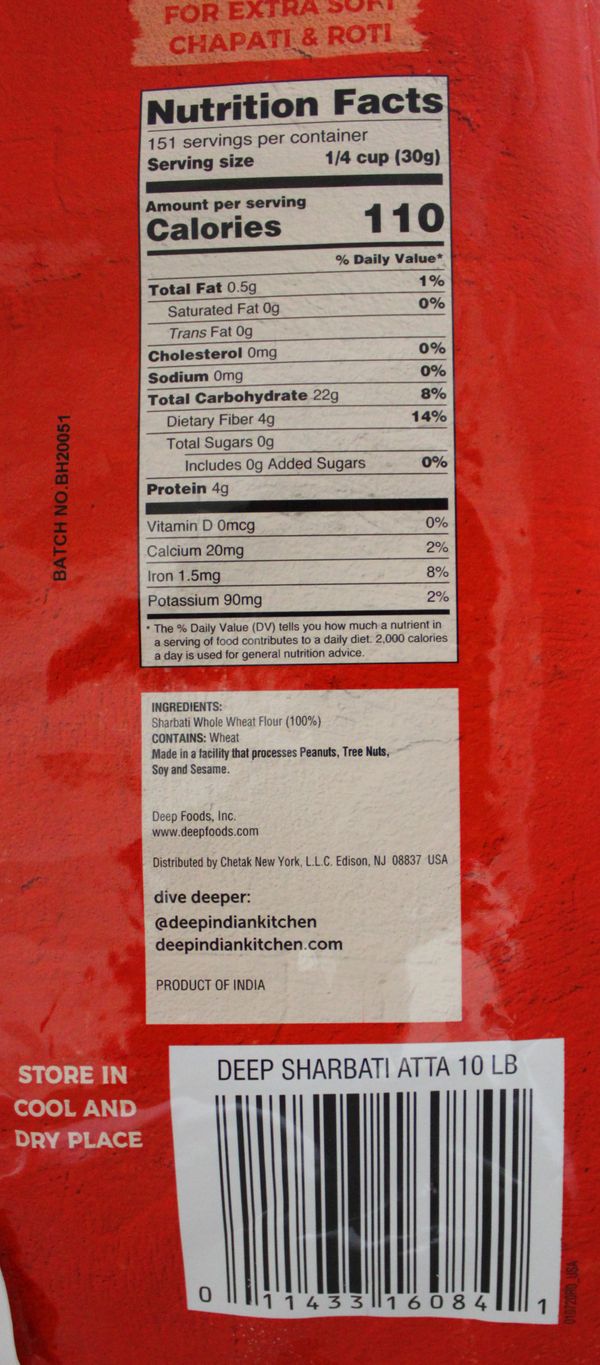 FOR EXTRA SOFT
CHAPATI & ROTI
Nutrition Facts
151 servings per container
Serving size 1/4 cup (30g)
Amount per serving
Calories 110
% Daily Value*
Total Fat 0.5g 1%
Saturated Fat 0g 0%
Trans Fat 0g
Cholesterol 0mg 0%
Sodium 0mg 0%
Total Carbohydrate 22g 8%
Dietary Fiber 4g 14%
Total Sugars 0g
Includes 0g Added Sugars 0%
Protein 4g
Vitamin D 0mcg 0%
Calcium 20mg 2%
Iron 1.5mg 8%
Potassium 90mg 2%
* The % Daily Value (DV) tells you how much a nutrient in
a serving of food contributes to a daily diet. 2,000 calories
a day is used for general nutrition advice.
BATCH NO.BH20051
INGREDIENTS:
Sharbati Whole Wheat Flour (100%)
CONTAINS: Wheat
Made in a facility that processes Peanuts, Tree Nuts,
Soy and Sesame.
Deep Foods, Inc.
www.deepfoods.com
Distributed by Chetak New York, L.L.C. Edison, NJ 08837 USA
dive deeper:
@deepindiankitchen
deepindiankitchen.com
PRODUCT OF INDIA
STORE IN
COOL AND
DRY PLACE
DEEP SHARBATI ATTA 10 LB
0 11433 16084 1